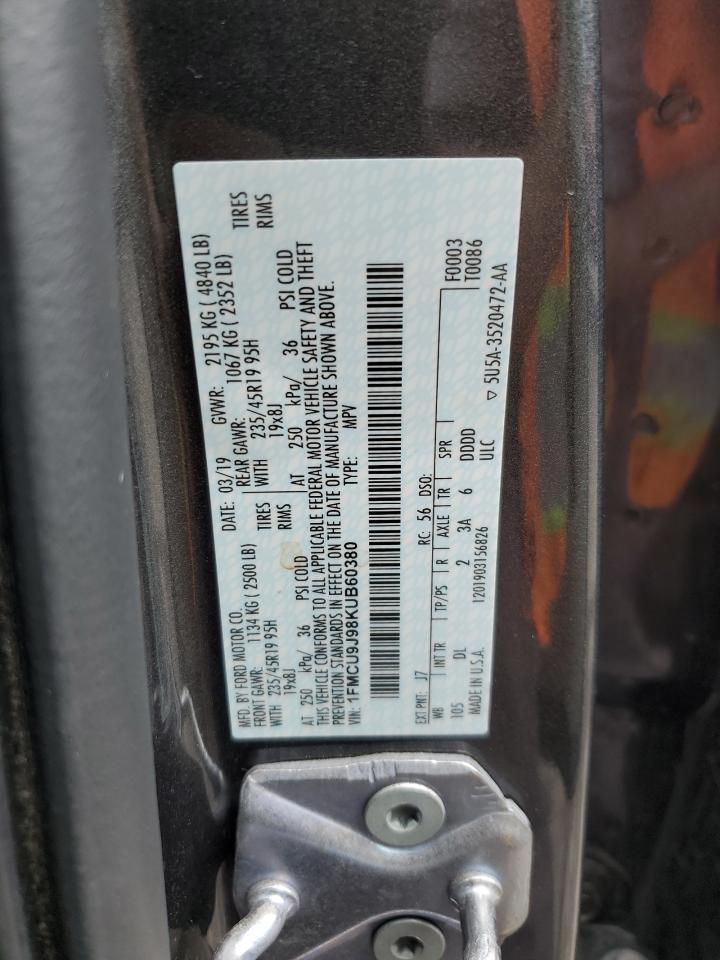 MFD. BY FORD MOTOR CO.
DATE: 03/19 GVWR: 2195 KG ( 4840 LB)
FRONT GAWR: 1134 KG ( 2500 LB) REAR GAWR: 1067 KG ( 2352 LB)
WITH 235/45R19 95H TIRES WITH 235/45R19 95H TIRES
19x8J RIMS 19x8J RIMS
AT 250 kPa/ 36 PSI COLD AT 250 kPa/ 36 PSI COLD
THIS VEHICLE CONFORMS TO ALL APPLICABLE FEDERAL MOTOR VEHICLE SAFETY AND THEFT
PREVENTION STANDARDS IN EFFECT ON THE DATE OF MANUFACTURE SHOWN ABOVE.
VIN: 1FMCU9J98KUB60380 TYPE: MPV
EXT PNT: J7 RC: 56 DSO: F0003
WB INT TR TP/PS R AXLE TR SPR T0086
105 DL 2 3A 6 DDDD
MADE IN U.S.A. 1201903156826 ULC
▽ 5U5A-3520472-AA